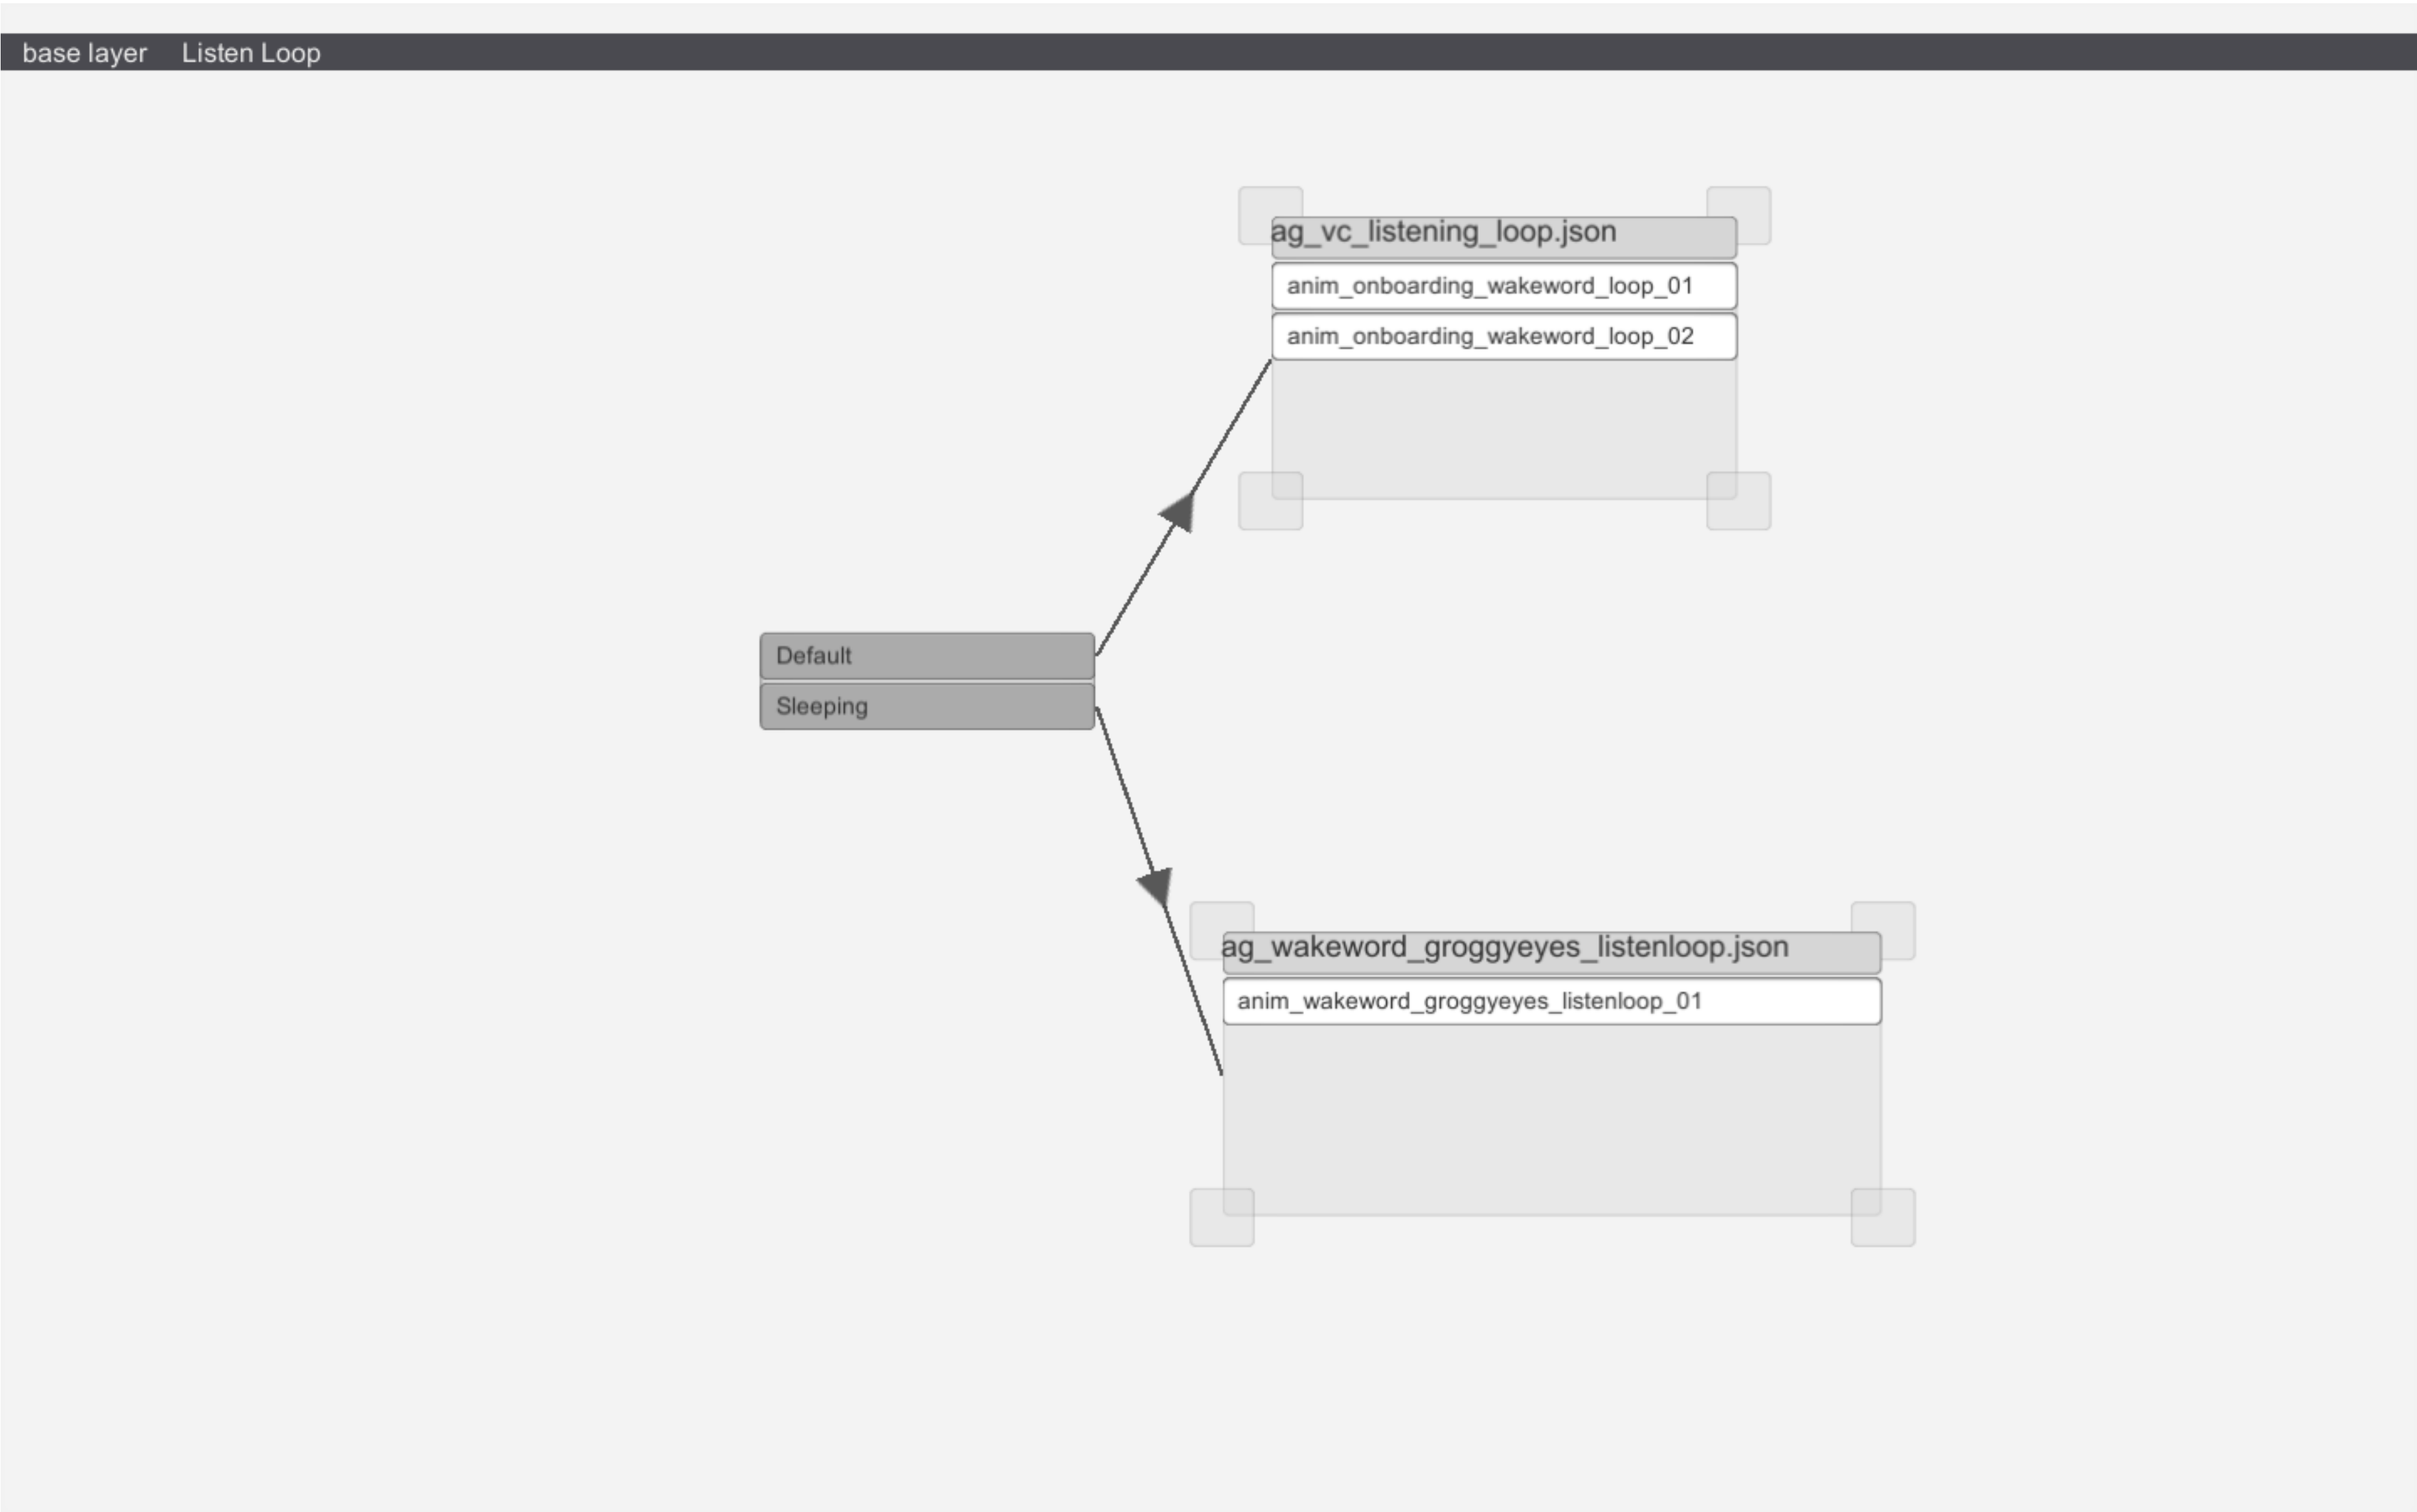 base layer Listen Loop
ag_vc_listening_loop.json
anim_onboarding_wakeword_loop_01
anim_onboarding_wakeword_loop_02
Default
Sleeping
ag_wakeword_groggyeyes_listenloop.json
anim_wakeword_groggyeyes_listenloop_01